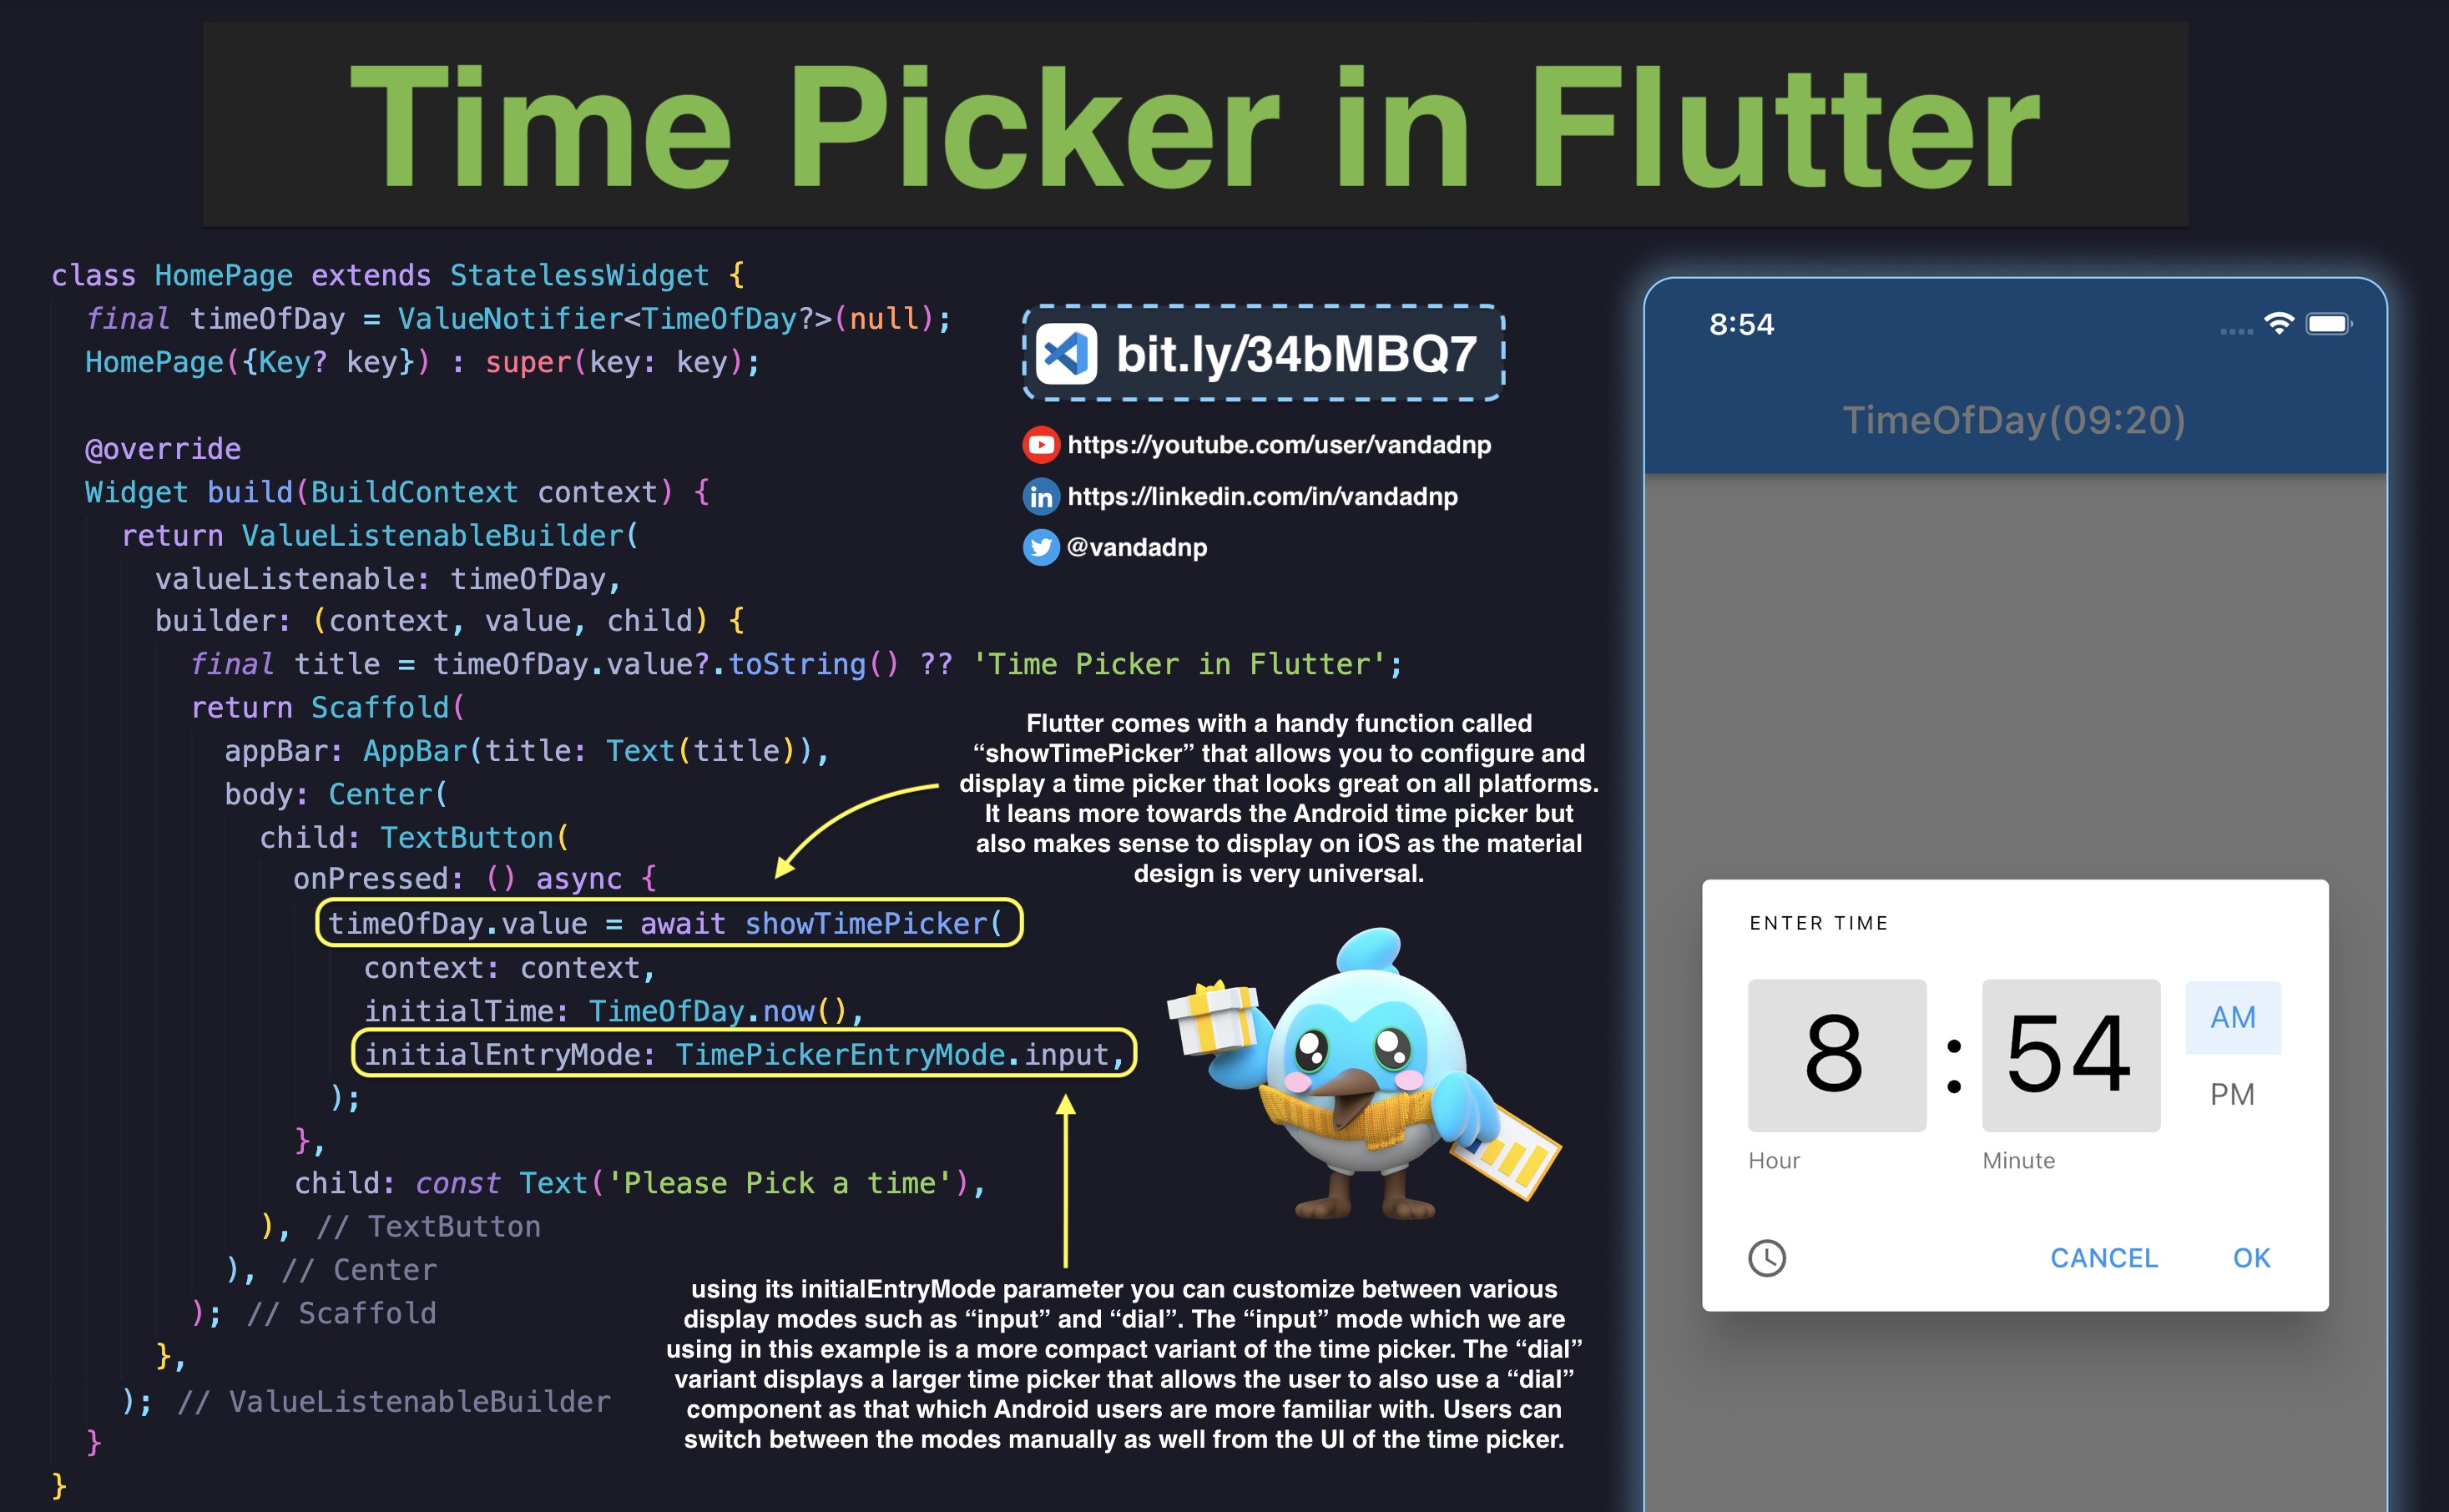 Time Picker in Flutter
class HomePage extends StatelessWidget {
final timeOfDay = ValueNotifier<TimeOfDay?>(null);
HomePage({Key? key}) : super(key: key);
@override
Widget build(BuildContext context) {
return ValueListenableBuilder(
valueListenable: timeOfDay,
builder: (context, value, child) {
final title = timeOfDay.value?.toString() ?? 'Time Picker in Flutter';
return Scaffold(
appBar: AppBar(title: Text(title)),
body: Center(
child: TextButton(
onPressed: () async {
timeOfDay.value = await showTimePicker(
context: context,
initialTime: TimeOfDay.now(),
initialEntryMode: TimePickerEntryMode.input,
);
},
child: const Text('Please Pick a time'),
), // TextButton
), // Center
); // Scaffold
},
); // ValueListenableBuilder
}
}
bit.ly/34bMBQ7
https://youtube.com/user/vandadnp
in https://linkedin.com/in/vandadnp
@vandadnp
Flutter comes with a handy function called
“showTimePicker” that allows you to configure and
display a time picker that looks great on all platforms.
It leans more towards the Android time picker but
also makes sense to display on iOS as the material
design is very universal.
using its initialEntryMode parameter you can customize between various
display modes such as “input” and “dial”. The “input” mode which we are
using in this example is a more compact variant of the time picker. The “dial”
variant displays a larger time picker that allows the user to also use a “dial”
component as that which Android users are more familiar with. Users can
switch between the modes manually as well from the UI of the time picker.
8:54
TimeOfDay(09:20)
ENTER TIME
8 : 54
AM
PM
Hour Minute
CANCEL OK